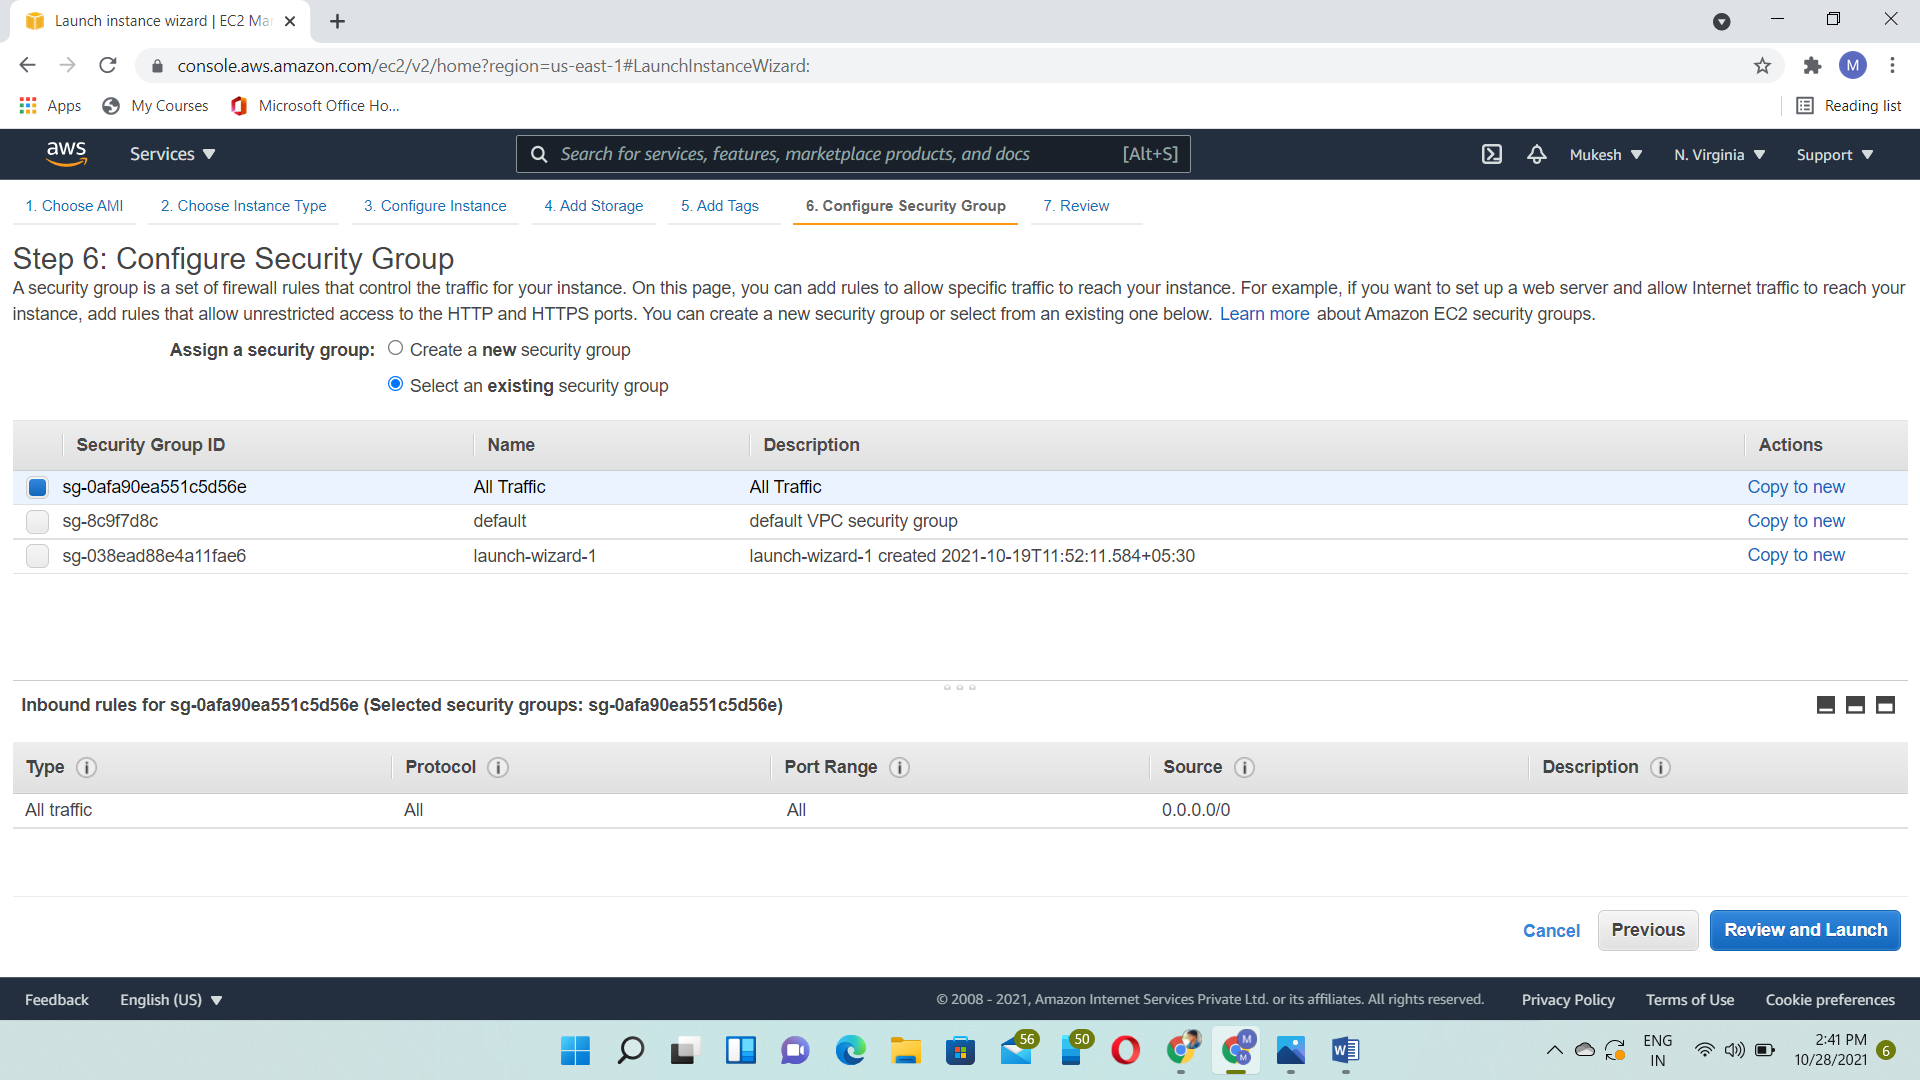 Launch instance wizard | EC2 Mar
console.aws.amazon.com/ec2/v2/home?region=us-east-1#LaunchInstanceWizard:
M
Apps
My Courses
Microsoft Office Ho...
Reading list
aws
Services
Search for services, features, marketplace products, and docs
[Alt+S]
Mukesh
N. Virginia
Support
1. Choose AMI
2. Choose Instance Type
3. Configure Instance
4. Add Storage
5. Add Tags
6. Configure Security Group
7. Review
Step 6: Configure Security Group
A security group is a set of firewall rules that control the traffic for your instance. On this page, you can add rules to allow specific traffic to reach your instance. For example, if you want to set up a web server and allow Internet traffic to reach your
instance, add rules that allow unrestricted access to the HTTP and HTTPS ports. You can create a new security group or select from an existing one below. Learn more about Amazon EC2 security groups.
Assign a security group: Create a new security group
Select an existing security group
Security Group ID Name Description Actions
sg-0afa90ea551c5d56e All Traffic All Traffic Copy to new
sg-8c9f7d8c default default VPC security group Copy to new
sg-038ead88e4a11fae6 launch-wizard-1 launch-wizard-1 created 2021-10-19T11:52:11.584+05:30 Copy to new
Inbound rules for sg-0afa90ea551c5d56e (Selected security groups: sg-0afa90ea551c5d56e)
Type i Protocol i Port Range i Source i Description i
All traffic All All 0.0.0.0/0
Cancel
Previous
Review and Launch
Feedback
English (US)
© 2008 - 2021, Amazon Internet Services Private Ltd. or its affiliates. All rights reserved.
Privacy Policy
Terms of Use
Cookie preferences
56
50
M
M
ENG
IN
2:41 PM
10/28/2021
6